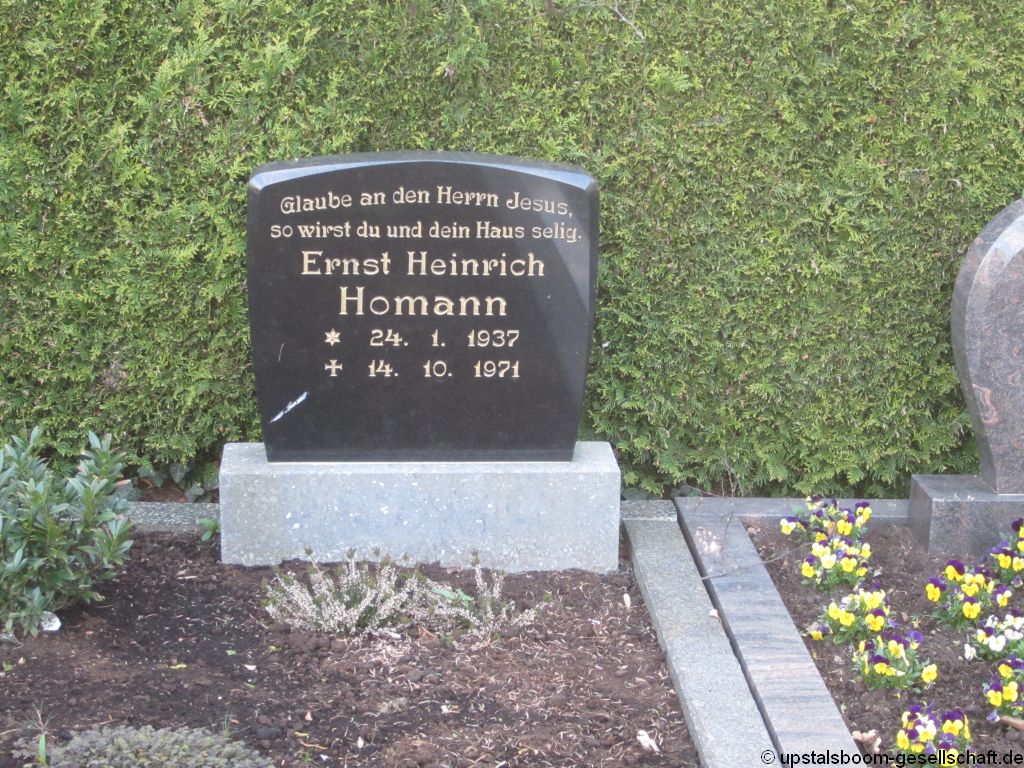 Glaube an den Herrn Jesus,
so wirst du und dein Haus selig.
Ernst Heinrich
Homann
* 24. 1. 1937
✝ 14. 10. 1971
© upstalsboom-gesellschaft.de